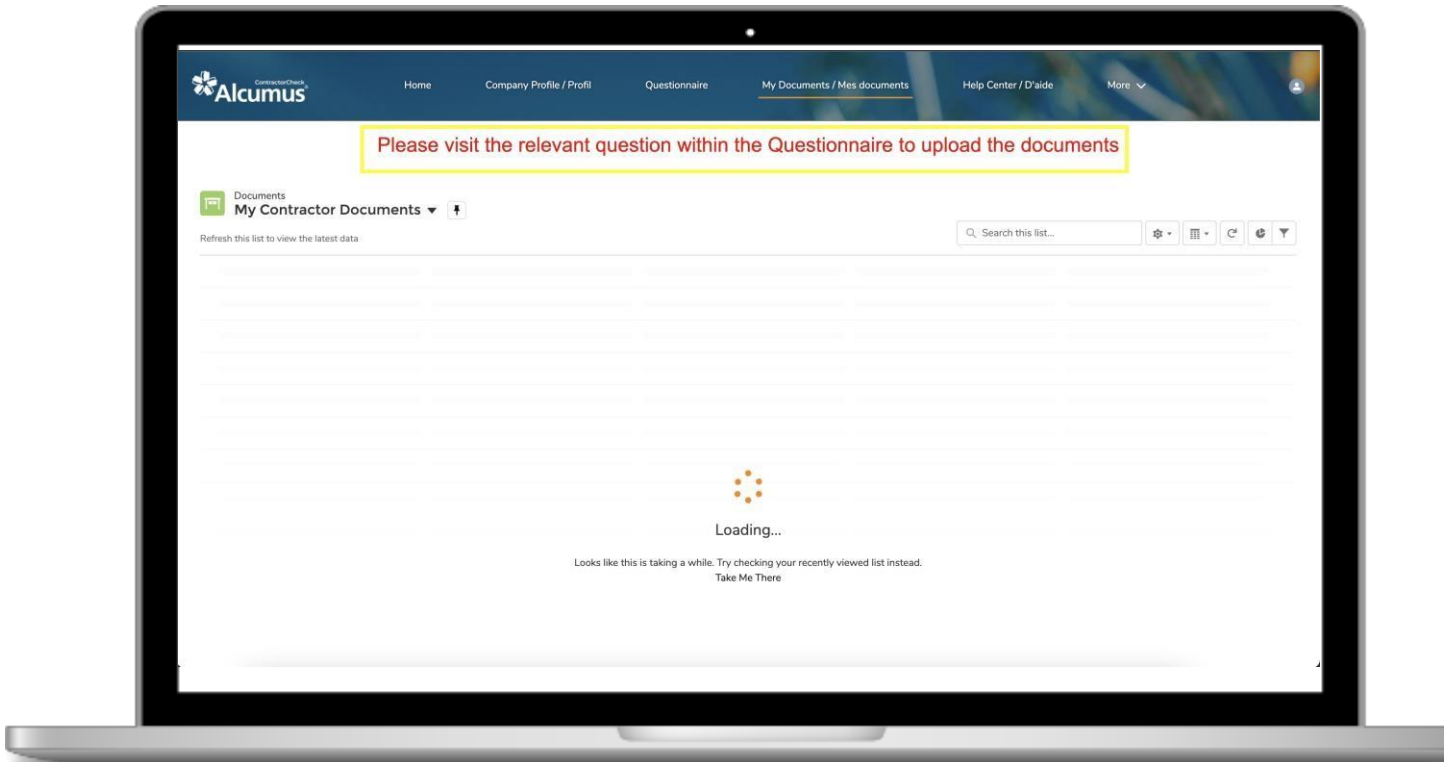 ContractorCheck
Alcumus
Home Company Profile / Profil Questionnaire My Documents / Mes documents Help Center / D'aide More
Please visit the relevant question within the Questionnaire to upload the documents
Documents
My Contractor Documents
Refresh this list to view the latest data
Search this list...
Loading...
Looks like this is taking a while. Try checking your recently viewed list instead.
Take Me There